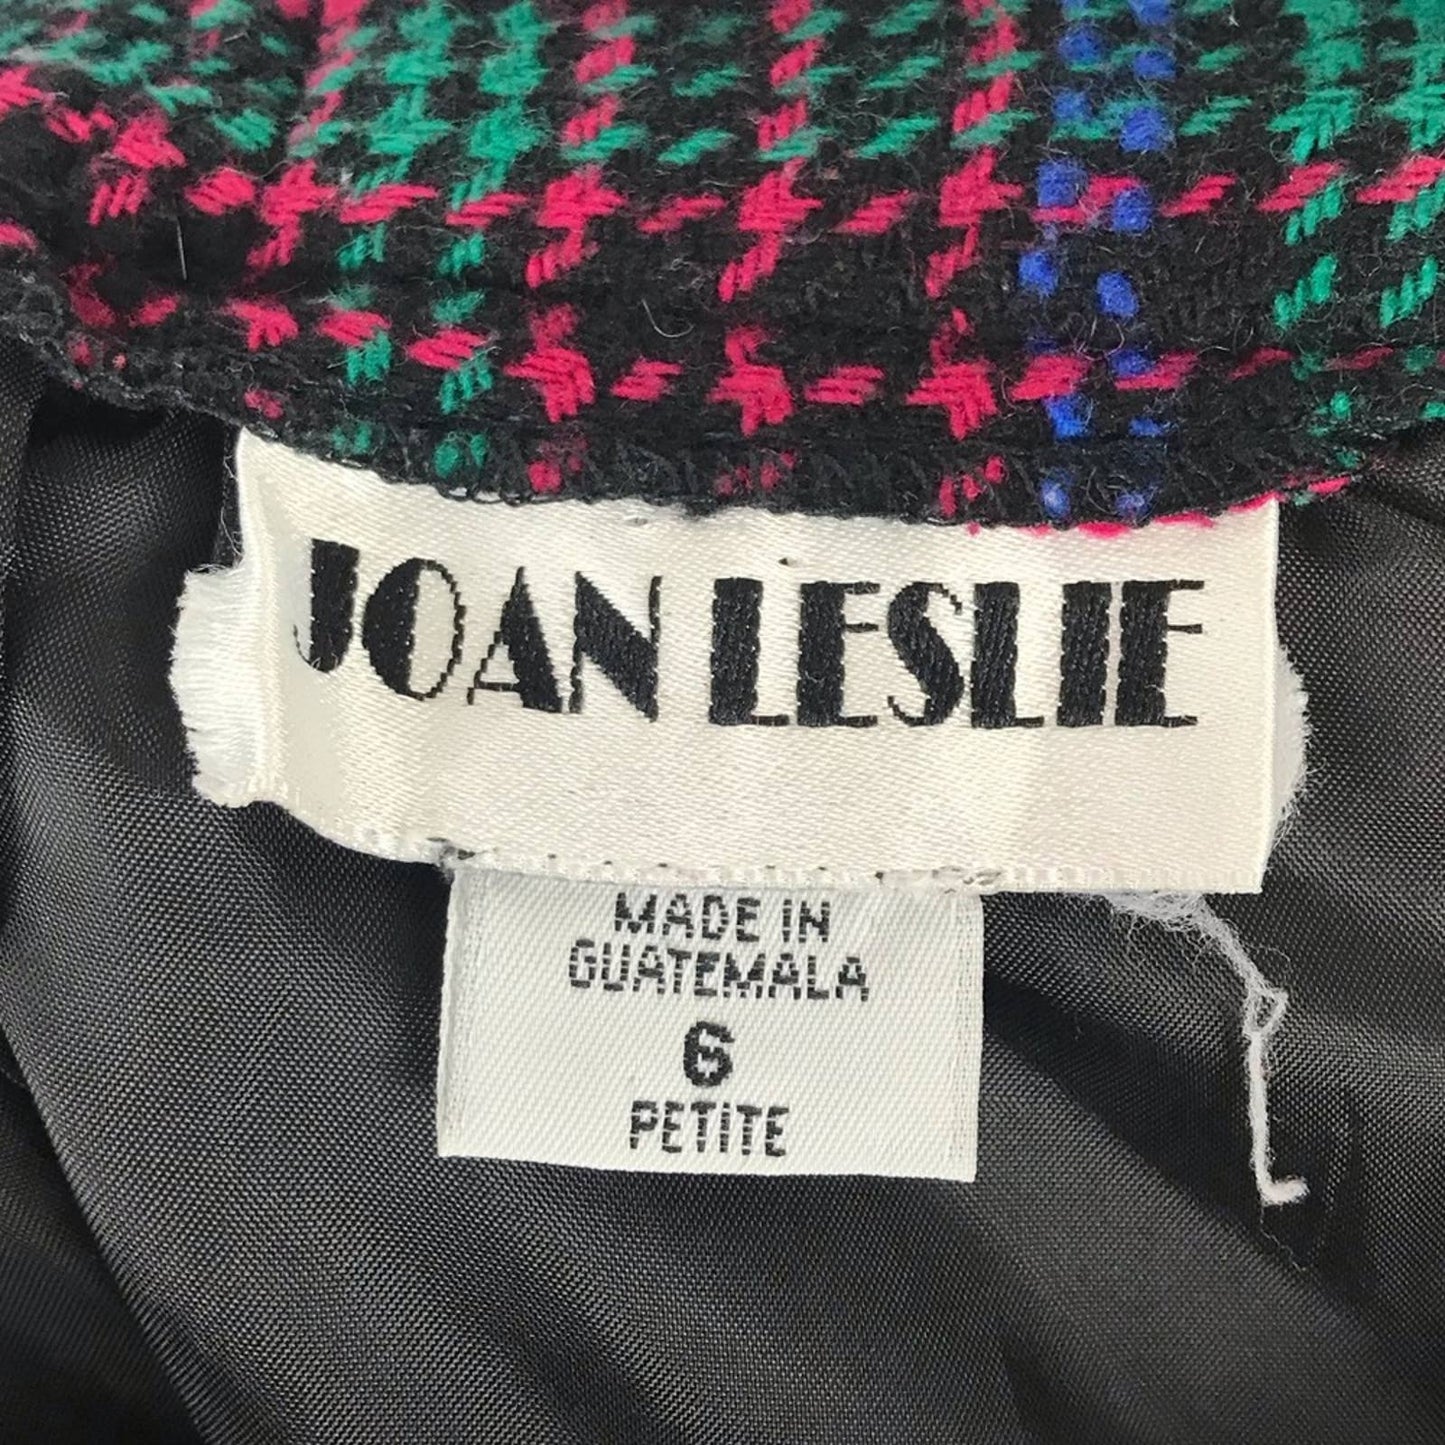 JOAN LESLIE
MADE IN
GUATEMALA
6
PETITE